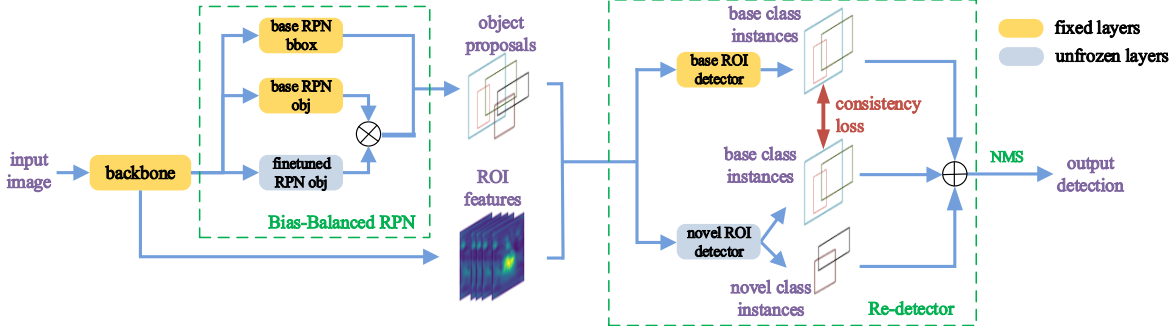 input
image
backbone
base RPN
bbox
base RPN
obj
finetuned
RPN obj
Bias-Balanced RPN
object
proposals
ROI
features
base ROI
detector
novel ROI
detector
base class
instances
consistency
loss
base class
instances
novel class
instances
Re-detector
NMS
output
detection
fixed layers
unfrozen layers